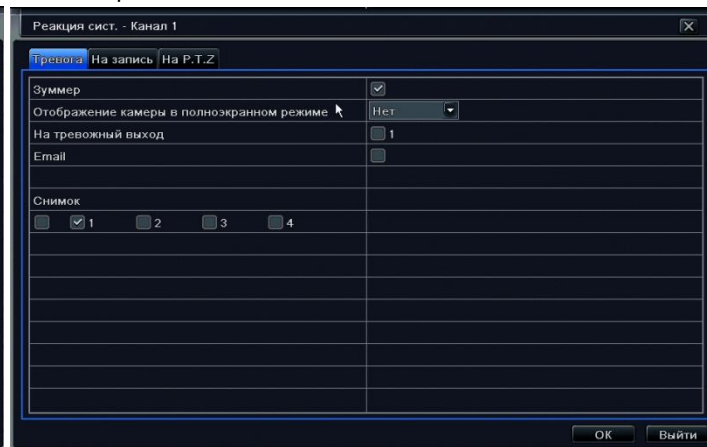 Реакция сист. - Канал 1
Тревога На запись На P.T.Z
Зуммер
Отображение камеры в полноэкранном режиме Нет
На тревожный выход 1
Email
Снимок
1 2 3 4
OK Выйти